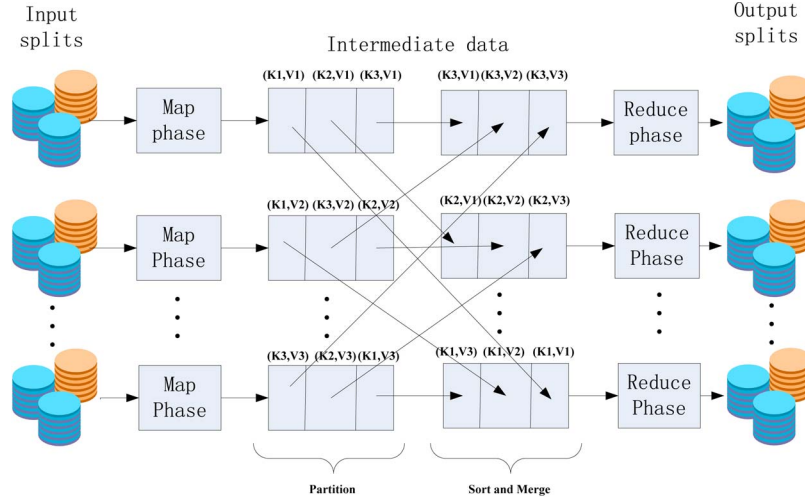 Input
splits
Intermediate data
Output
splits
(K1,V1) (K2,V1) (K3,V1)
(K3,V1) (K3,V2) (K3,V3)
Map
phase
Reduce
phase
(K1,V2) (K3,V2) (K2,V2)
(K2,V1) (K2,V2) (K2,V3)
Map
Phase
Reduce
Phase
(K3,V3) (K2,V3) (K1,V3)
(K1,V3) (K1,V2) (K1,V1)
Map
Phase
Reduce
Phase
Partition
Sort and Merge